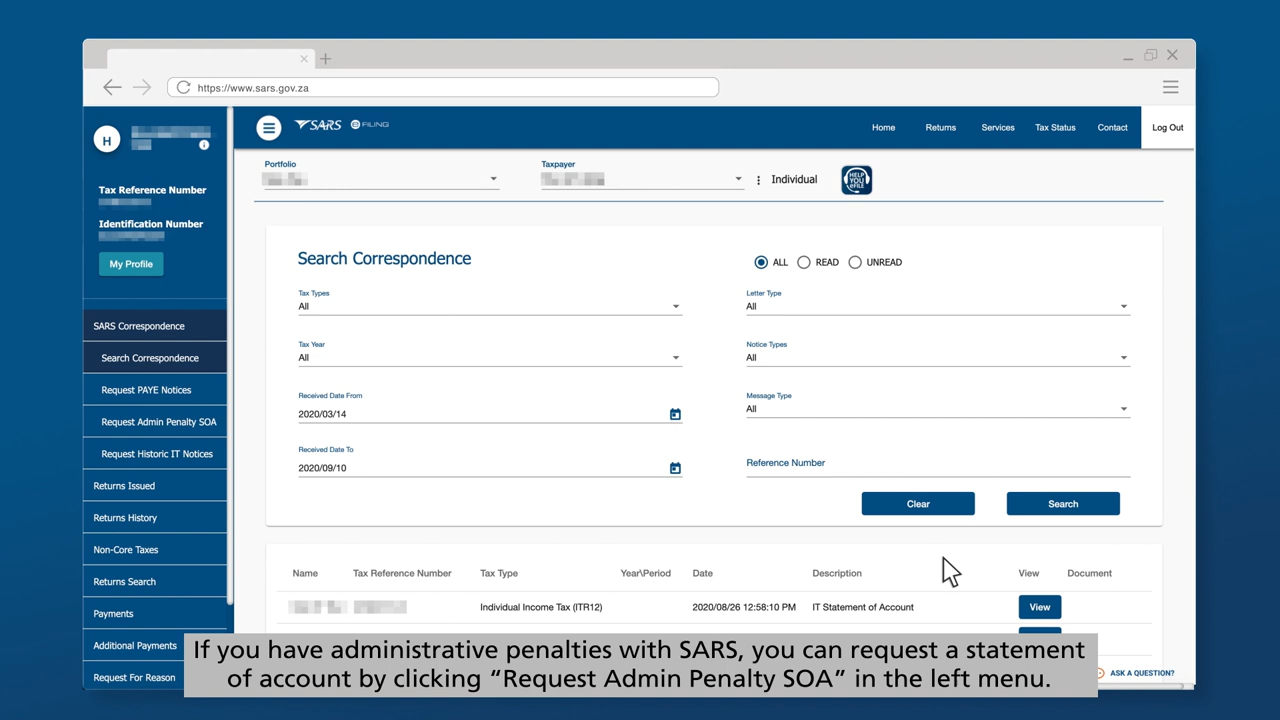 https://www.sars.gov.za
H
SARS eFILING
Home Returns Services Tax Status Contact Log Out
Portfolio
Taxpayer
Individual
HELP YOU eFILE
Tax Reference Number
Identification Number
My Profile
SARS Correspondence
Search Correspondence
Request PAYE Notices
Request Admin Penalty SOA
Request Historic IT Notices
Returns Issued
Returns History
Non-Core Taxes
Returns Search
Payments
Additional Payments
Request For Reason
Search Correspondence
ALL READ UNREAD
Tax Types
All
Letter Type
All
Tax Year
All
Notice Types
All
Received Date From
2020/03/14
Message Type
All
Received Date To
2020/09/10
Reference Number
Clear Search
Name Tax Reference Number Tax Type Year\Period Date Description View Document
Individual Income Tax (ITR12) 2020/08/26 12:58:10 PM IT Statement of Account View
ASK A QUESTION?
If you have administrative penalties with SARS, you can request a statement
of account by clicking “Request Admin Penalty SOA” in the left menu.